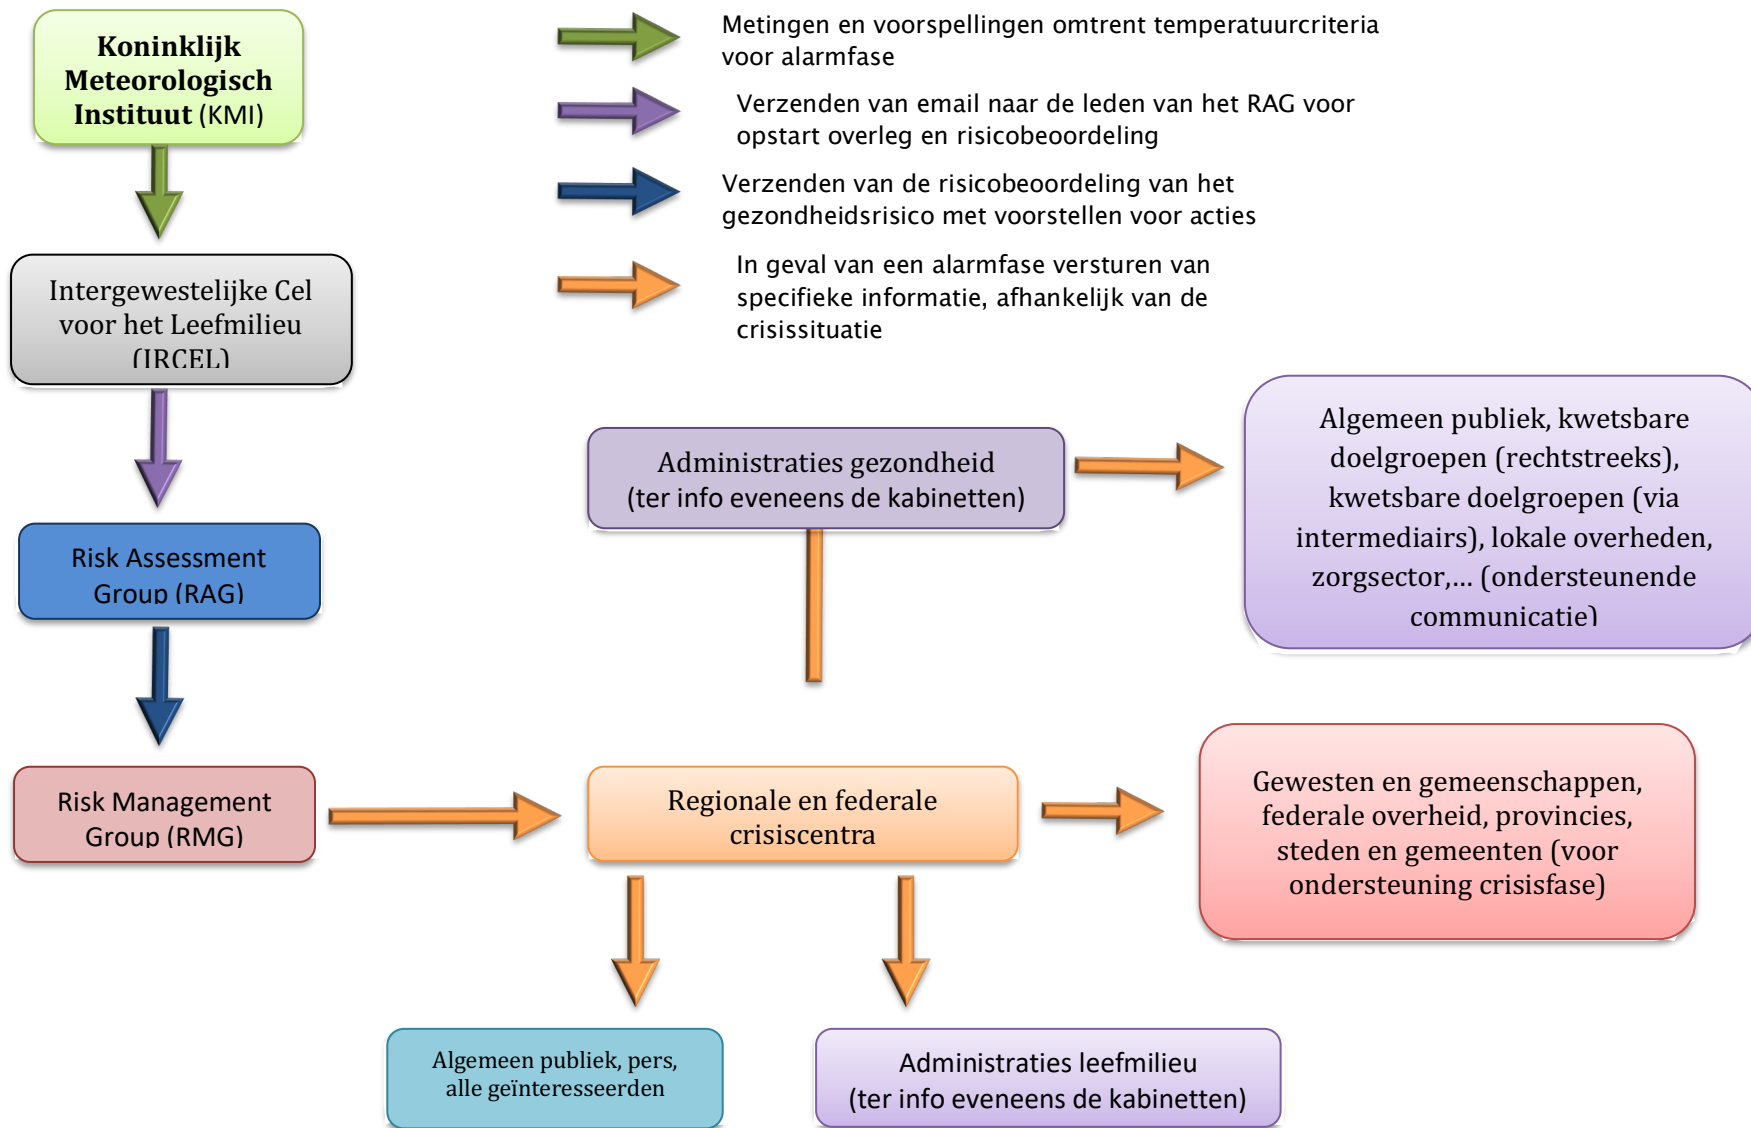 Koninklijk
Meteorologisch
Instituut (KMI)
Metingen en voorspellingen omtrent temperatuurcriteria
voor alarmfase
Verzenden van email naar de leden van het RAG voor
opstart overleg en risicobeoordeling
Verzenden van de risicobeoordeling van het
gezondheidsrisico met voorstellen voor acties
In geval van een alarmfase versturen van
specifieke informatie, afhankelijk van de
crisissituatie
Intergewestelijke Cel
voor het Leefmilieu
(IRCEL)
Administraties gezondheid
(ter info eveneens de kabinetten)
Algemeen publiek, kwetsbare
doelgroepen (rechtstreeks),
kwetsbare doelgroepen (via
intermediairs), lokale overheden,
zorgsector,... (ondersteunende
communicatie)
Risk Assessment
Group (RAG)
Risk Management
Group (RMG)
Regionale en federale
crisiscentra
Gewesten en gemeenschappen,
federale overheid, provincies,
steden en gemeenten (voor
ondersteuning crisisfase)
Algemeen publiek, pers,
alle geïnteresseerden
Administraties leefmilieu
(ter info eveneens de kabinetten)